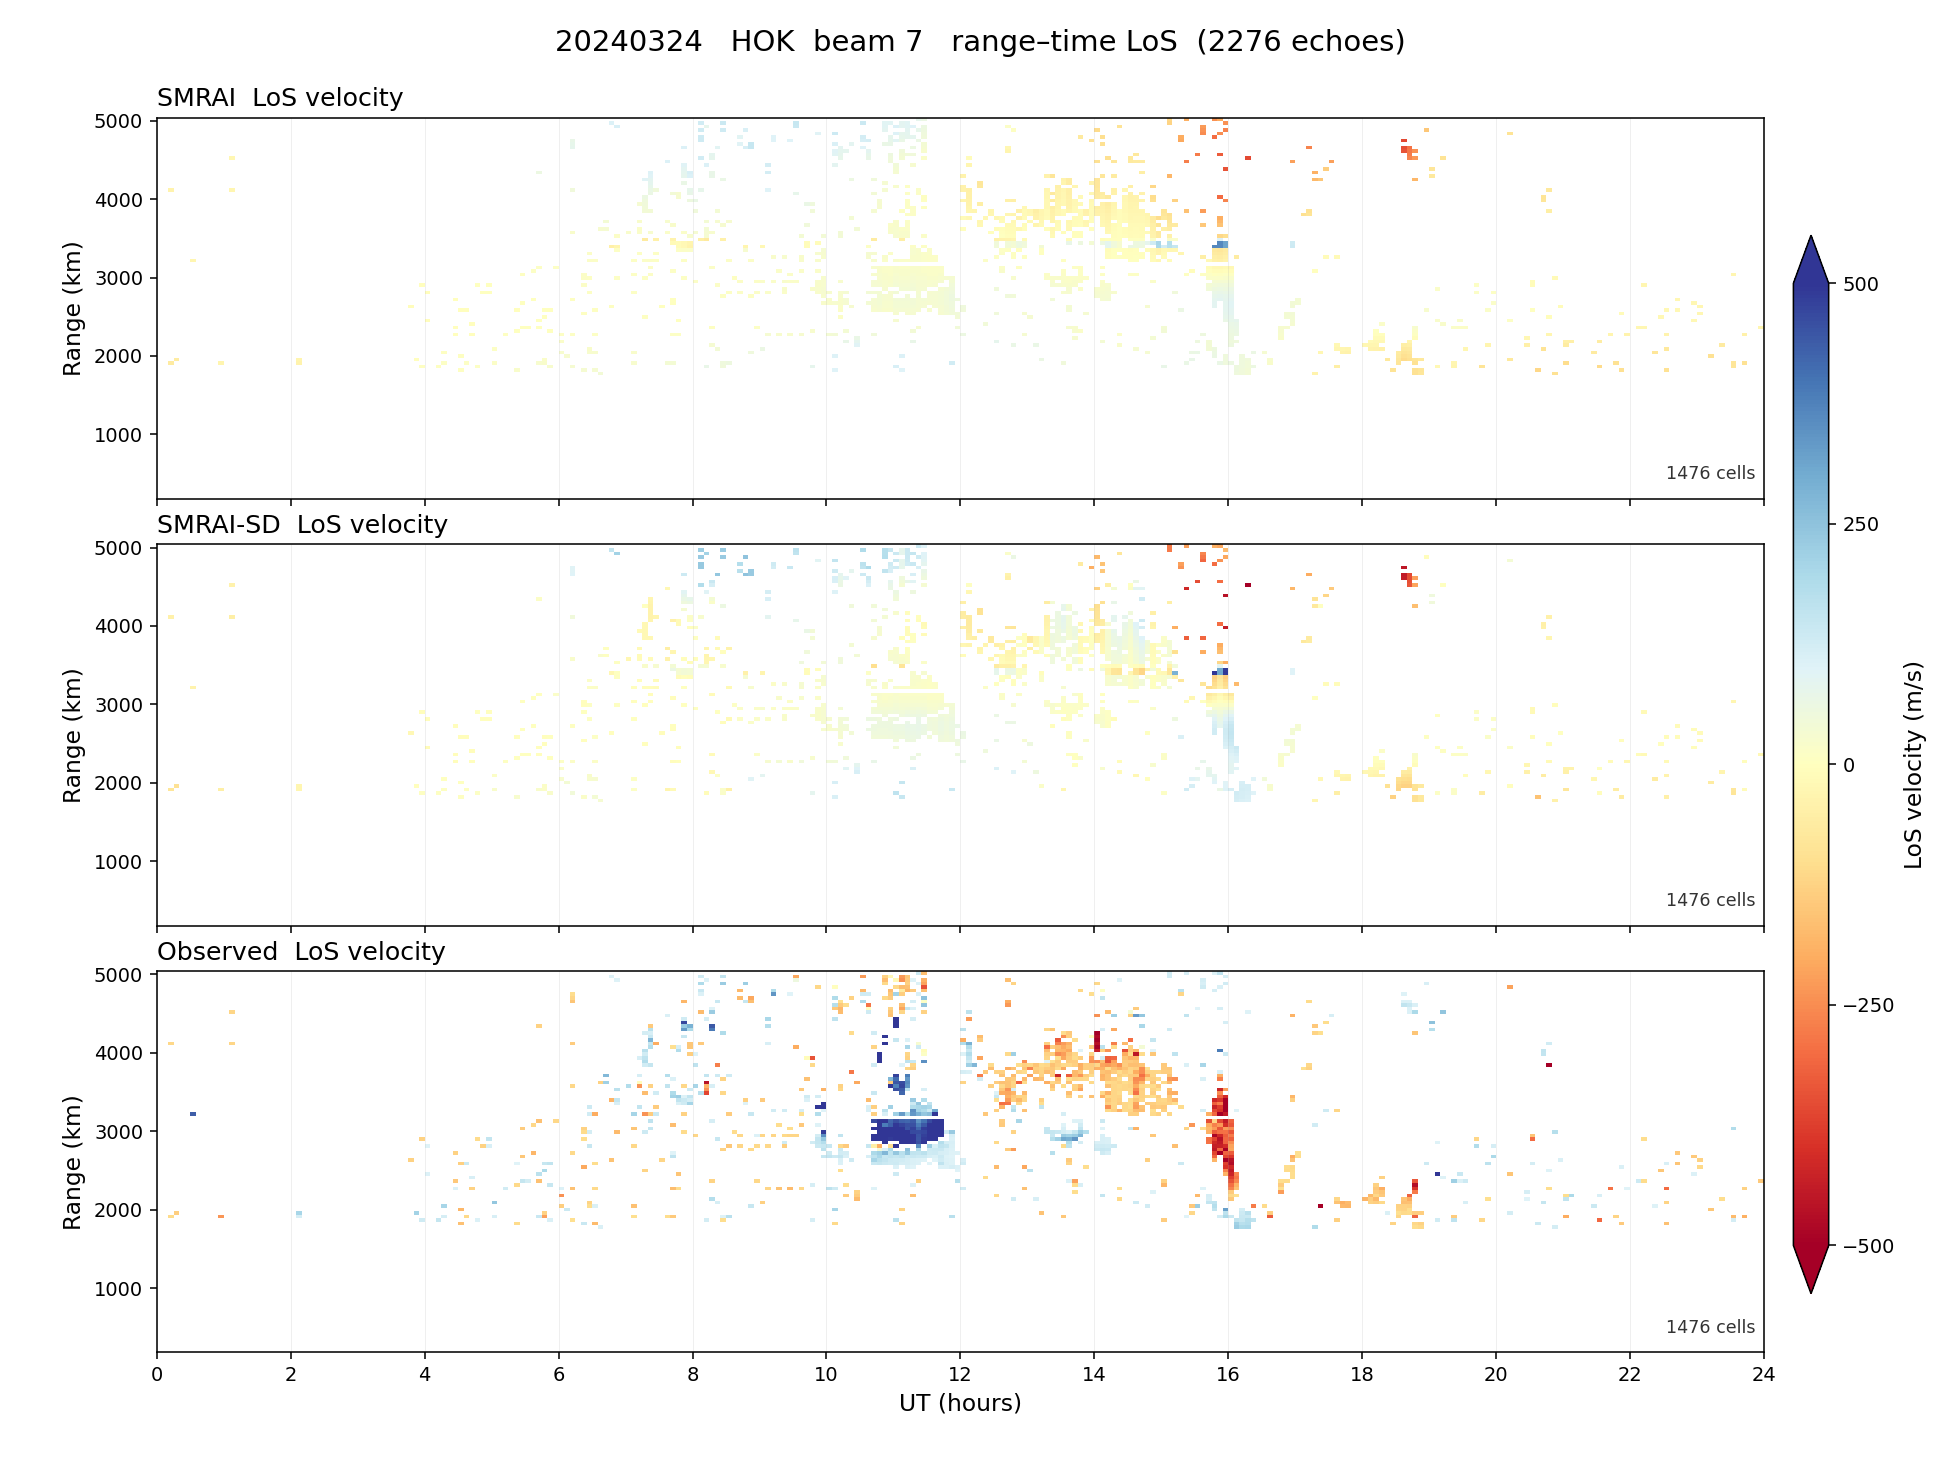 20240324   HOK  beam 7   range–time LoS  (2276 echoes)
SMRAI  LoS velocity
5000
4000
3000
2000
1000
Range (km)
1476 cells
SMRAI-SD  LoS velocity
5000
4000
3000
2000
1000
Range (km)
1476 cells
Observed  LoS velocity
5000
4000
3000
2000
1000
Range (km)
1476 cells
0 2 4 6 8 10 12 14 16 18 20 22 24
UT (hours)
500
250
0
−250
−500
LoS velocity (m/s)